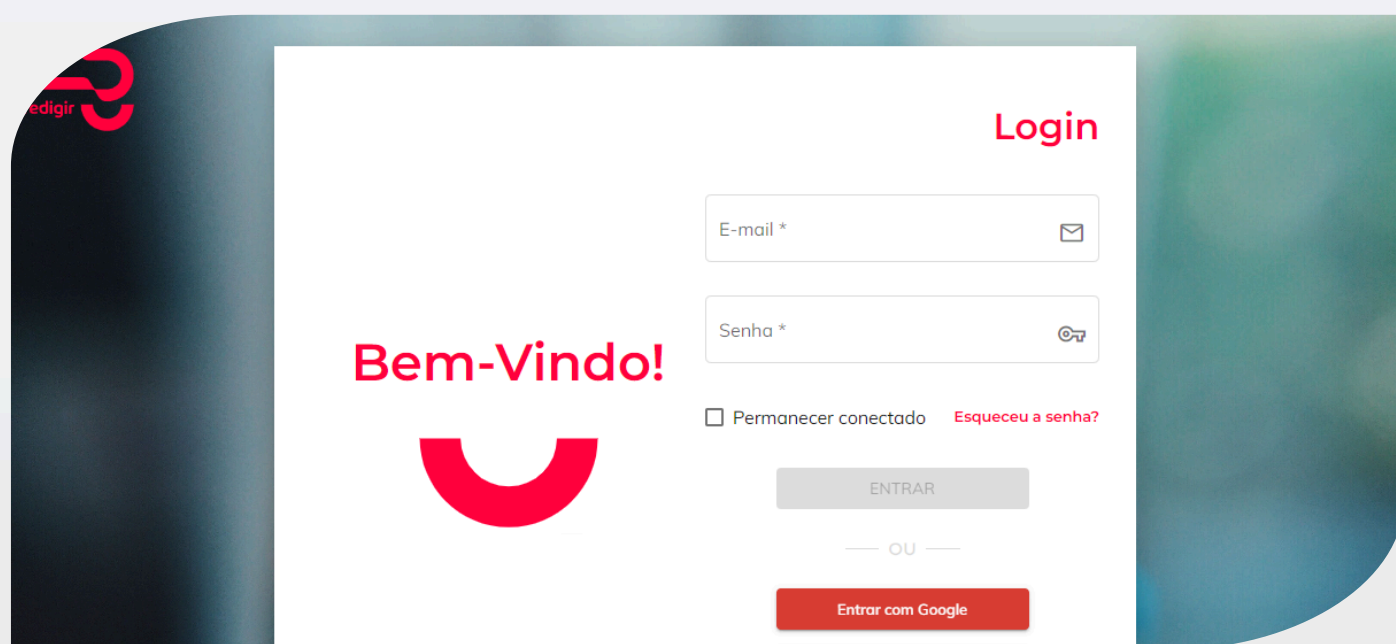 edigir
Login
E-mail *
Senha *
Bem-Vindo!
Permanecer conectado
Esqueceu a senha?
ENTRAR
OU
Entrar com Google